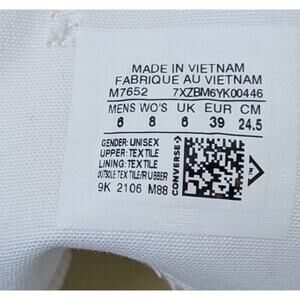 MADE IN VIETNAM
FABRIQUE AU VIETNAM
M7652 7XZBM6YK00446
MENS WO'S UK EUR CM
6 8 6 39 24.5
GENDER: UNISEX
UPPER: TEXTILE
LINING: TEXTILE
OUTSOLE: TEXTILE/RUBBER
9K 2106 M88
CONVERSE